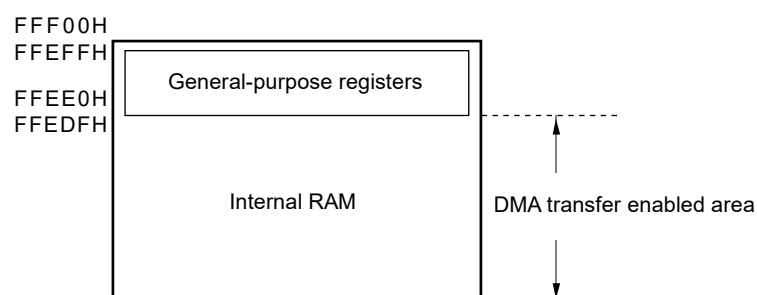 FFF00H
FFEFFH
General-purpose registers
FFEE0H
FFEDFH
Internal RAM
DMA transfer enabled area